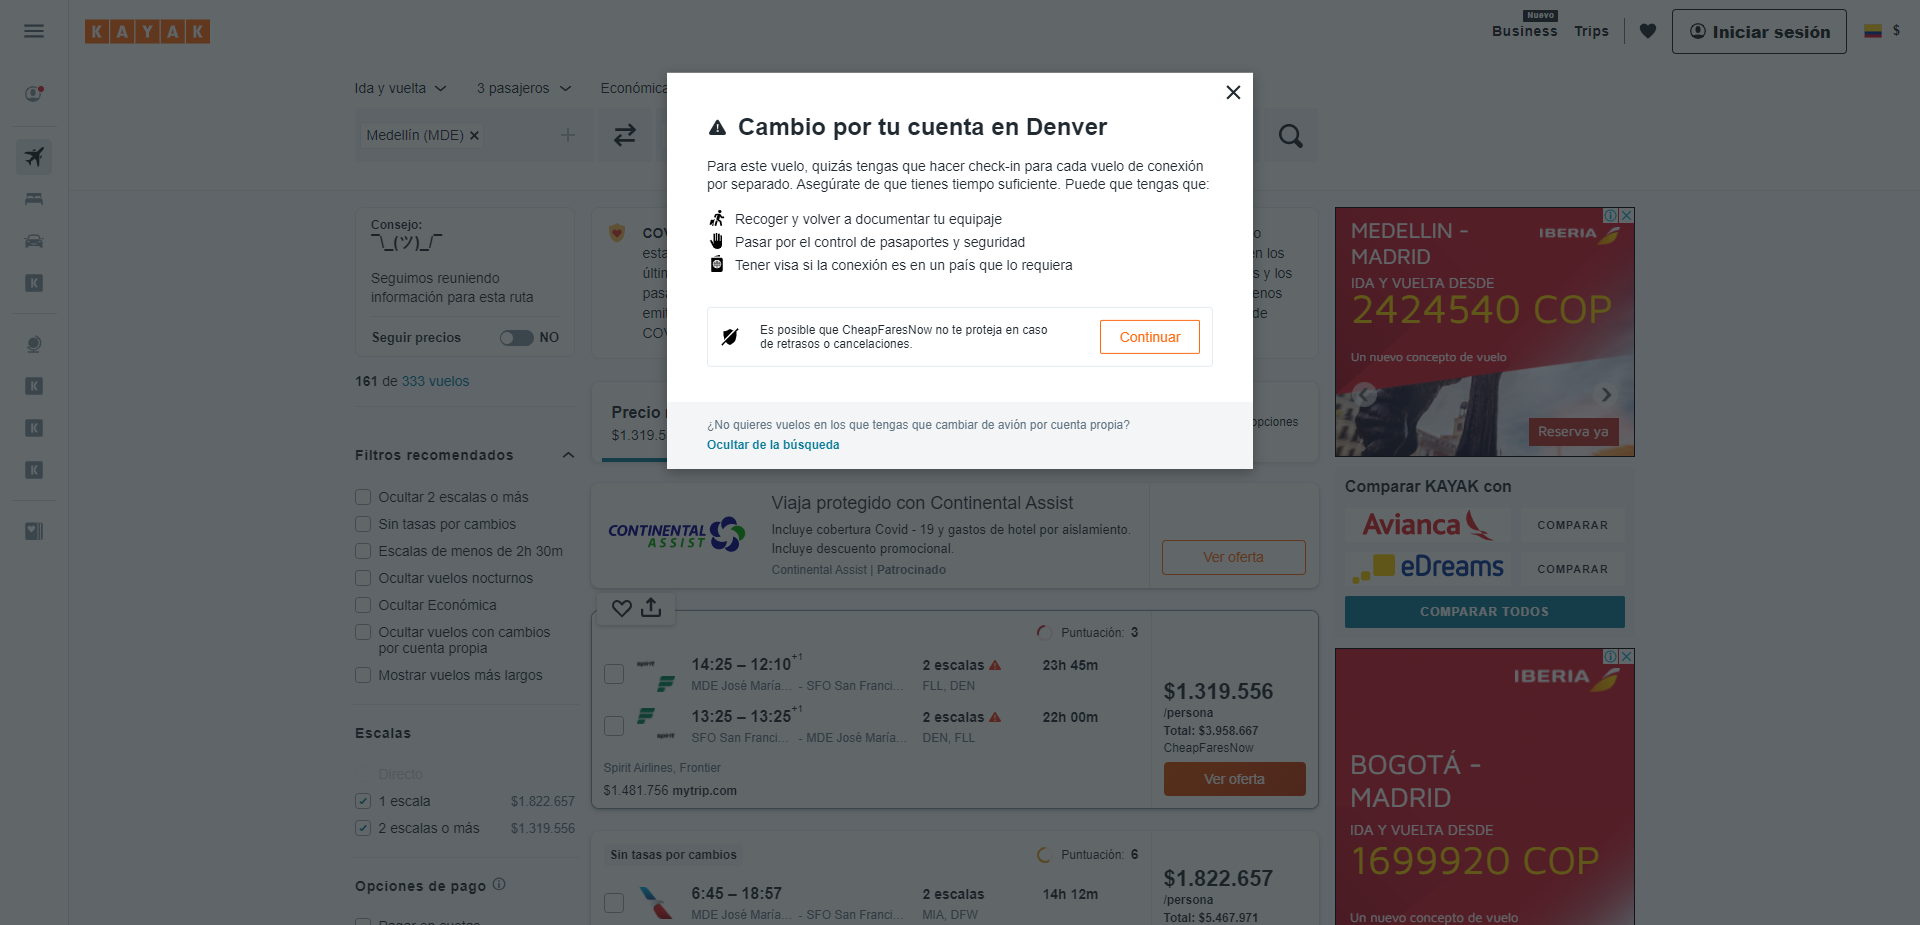 KAYAK
Nuevo
Business
Trips
Iniciar sesión
$
Ida y vuelta
3 pasajeros
Económica
Medellín (MDE)
Cambio por tu cuenta en Denver
Para este vuelo, quizás tengas que hacer check-in para cada vuelo de conexión
por separado. Asegúrate de que tienes tiempo suficiente. Puede que tengas que:
Recoger y volver a documentar tu equipaje
Pasar por el control de pasaportes y seguridad
Tener visa si la conexión es en un país que lo requiera
Es posible que CheapFaresNow no te proteja en caso
de retrasos o cancelaciones.
Continuar
¿No quieres vuelos en los que tengas que cambiar de avión por cuenta propia?
Ocultar de la búsqueda
Consejo:
¯\_(ツ)_/¯
Seguimos reuniendo
información para esta ruta
Seguir precios
NO
161 de 333 vuelos
Filtros recomendados
Ocultar 2 escalas o más
Sin tasas por cambios
Escalas de menos de 2h 30m
Ocultar vuelos nocturnos
Ocultar Económica
Ocultar vuelos con cambios
por cuenta propia
Mostrar vuelos más largos
Escalas
Directo
1 escala $1.822.657
2 escalas o más $1.319.556
Opciones de pago
Precio
$1.319.5
opciones
Viaja protegido con Continental Assist
CONTINENTAL
ASSIST
Incluye cobertura Covid - 19 y gastos de hotel por aislamiento.
Incluye descuento promocional.
Continental Assist | Patrocinado
Ver oferta
Puntuación: 3
spirit
14:25 – 12:10+1
2 escalas
23h 45m
MDE José María... - SFO San Franci...
FLL, DEN
13:25 – 13:25+1
2 escalas
22h 00m
spirit
SFO San Franci... - MDE José María...
DEN, FLL
Spirit Airlines, Frontier
$1.481.756 mytrip.com
$1.319.556
/persona
Total: $3.958.667
CheapFaresNow
Ver oferta
Sin tasas por cambios
Puntuación: 6
6:45 – 18:57
2 escalas
14h 12m
MDE José María... - SFO San Franci...
MIA, DFW
$1.822.657
/persona
Total: $5.467.971
MEDELLIN -
MADRID
IBERIA
IDA Y VUELTA DESDE
2424540 COP
Un nuevo concepto de vuelo
Reserva ya
Comparar KAYAK con
Avianca
COMPARAR
eDreams
COMPARAR
COMPARAR TODOS
IBERIA
BOGOTÁ -
MADRID
IDA Y VUELTA DESDE
1699920 COP
Un nuevo concepto de vuelo